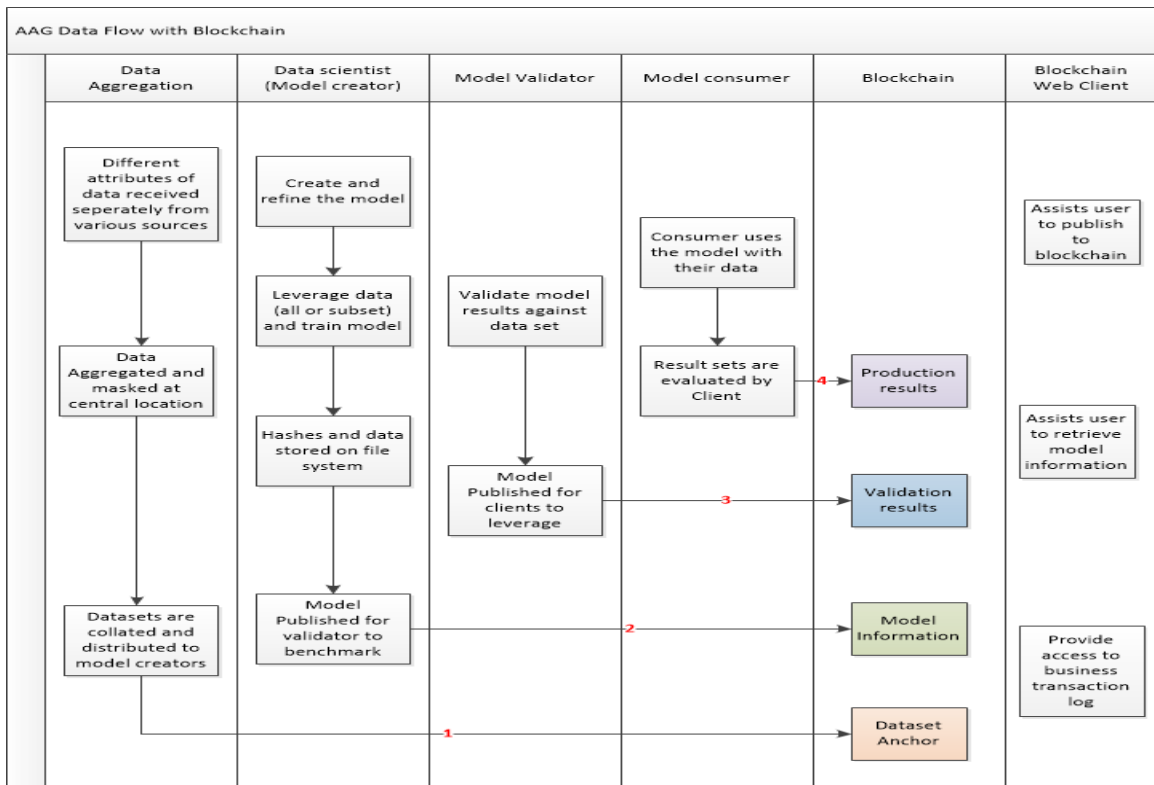 AAG Data Flow with Blockchain
Data
Aggregation
Data scientist
(Model creator)
Model Validator
Model consumer
Blockchain
Blockchain
Web Client
Different
attributes of
data received
seperately from
various sources
Data
Aggregated and
masked at
central location
Datasets are
collated and
distributed to
model creators
Create and
refine the model
Leverage data
(all or subset)
and train model
Hashes and data
stored on file
system
Model
Published for
validator to
benchmark
Validate model
results against
data set
Model
Published for
clients to
leverage
Consumer uses
the model with
their data
Result sets are
evaluated by
Client
4
3
2
1
Production
results
Validation
results
Model
Information
Dataset
Anchor
Assists user
to publish
to
blockchain
Assists user
to retrieve
model
information
Provide
access to
business
transaction
log